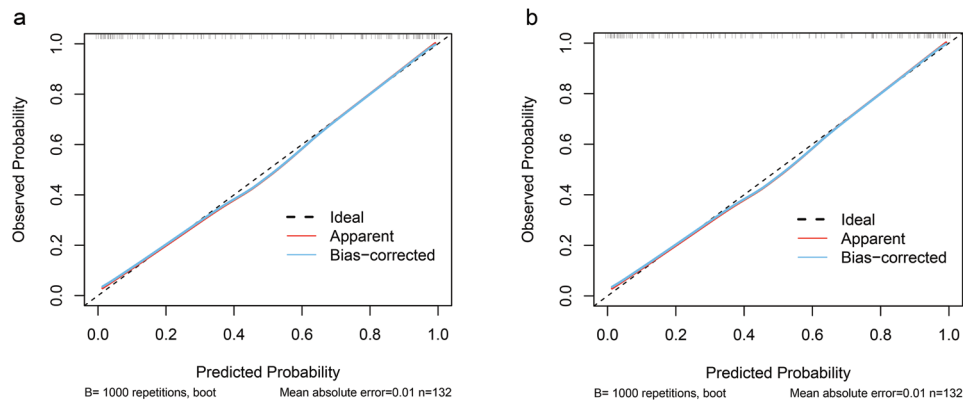 a
Observed Probability
1.0
0.8
0.6
0.4
0.2
0.0
Ideal
Apparent
Bias−corrected
0.0 0.2 0.4 0.6 0.8 1.0
Predicted Probability
B= 1000 repetitions, boot Mean absolute error=0.01 n=132
b
Observed Probability
1.0
0.8
0.6
0.4
0.2
0.0
Ideal
Apparent
Bias−corrected
0.0 0.2 0.4 0.6 0.8 1.0
Predicted Probability
B= 1000 repetitions, boot Mean absolute error=0.01 n=132